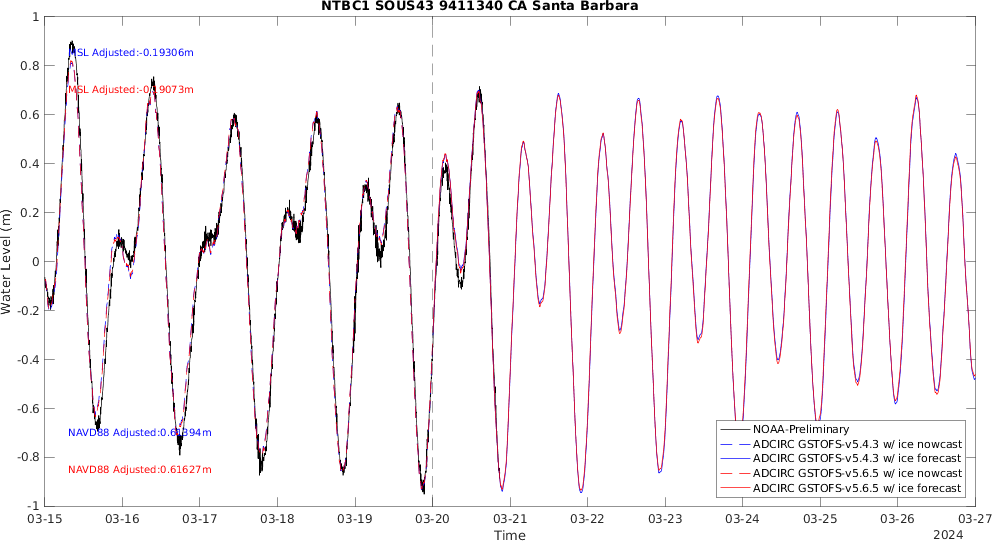 NTBC1 SOUS43 9411340 CA Santa Barbara
1
0.8
0.6
0.4
0.2
0
-0.2
-0.4
-0.6
-0.8
-1
Water Level (m)
MSL Adjusted:-0.19306m
MSL Adjusted:-0.19073m
NAVD88 Adjusted:0.61394m
NAVD88 Adjusted:0.61627m
NOAA-Preliminary
ADCIRC GSTOFS-v5.4.3 w/ ice nowcast
ADCIRC GSTOFS-v5.4.3 w/ ice forecast
ADCIRC GSTOFS-v5.6.5 w/ ice nowcast
ADCIRC GSTOFS-v5.6.5 w/ ice forecast
03-15 03-16 03-17 03-18 03-19 03-20 03-21 03-22 03-23 03-24 03-25 03-26 03-27
Time
2024